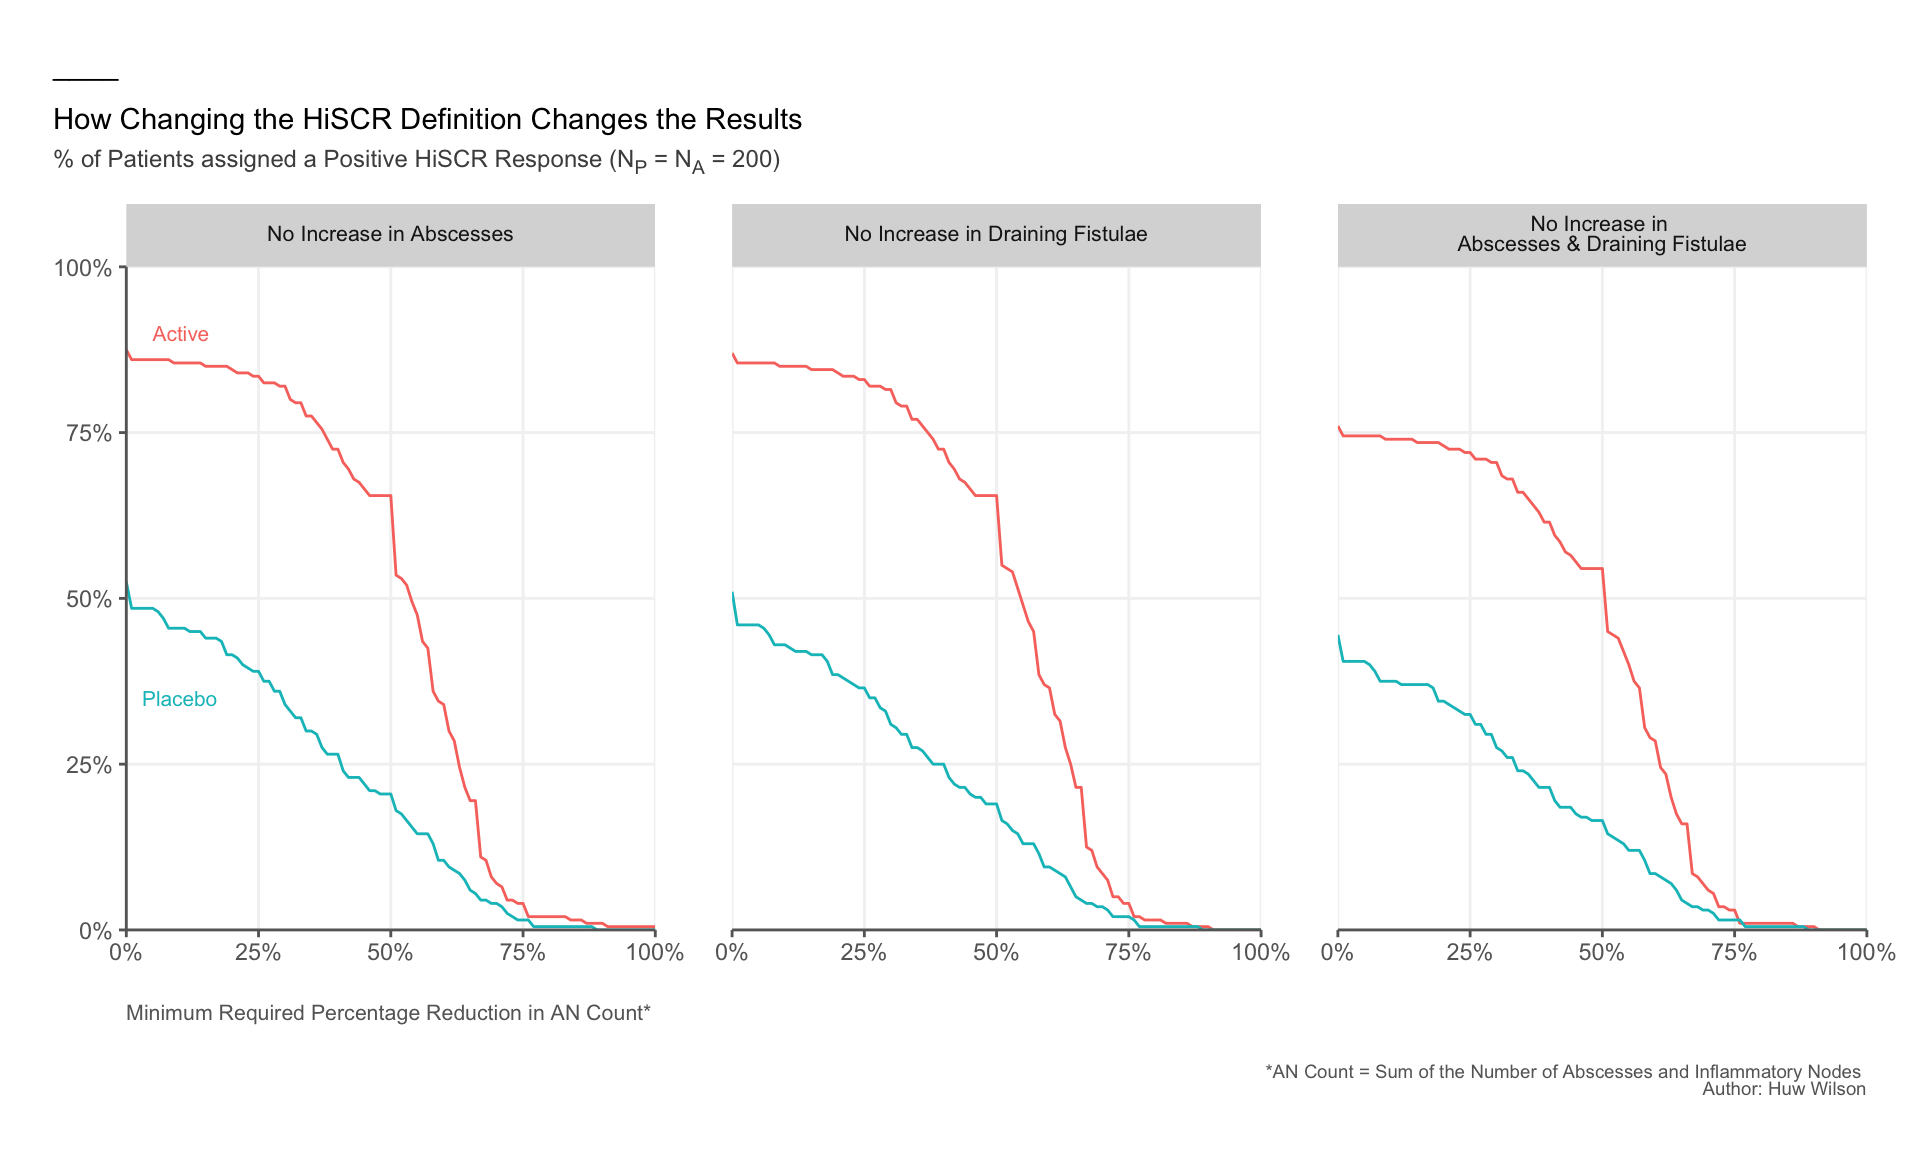 How Changing the HiSCR Definition Changes the Results
% of Patients assigned a Positive HiSCR Response (NP = NA = 200)
No Increase in Abscesses
No Increase in Draining Fistulae
No Increase in
Abscesses & Draining Fistulae
100%
75%
50%
25%
0%
Active
Placebo
0% 25% 50% 75% 100%
0% 25% 50% 75% 100%
0% 25% 50% 75% 100%
Minimum Required Percentage Reduction in AN Count*
*AN Count = Sum of the Number of Abscesses and Inflammatory Nodes
Author: Huw Wilson